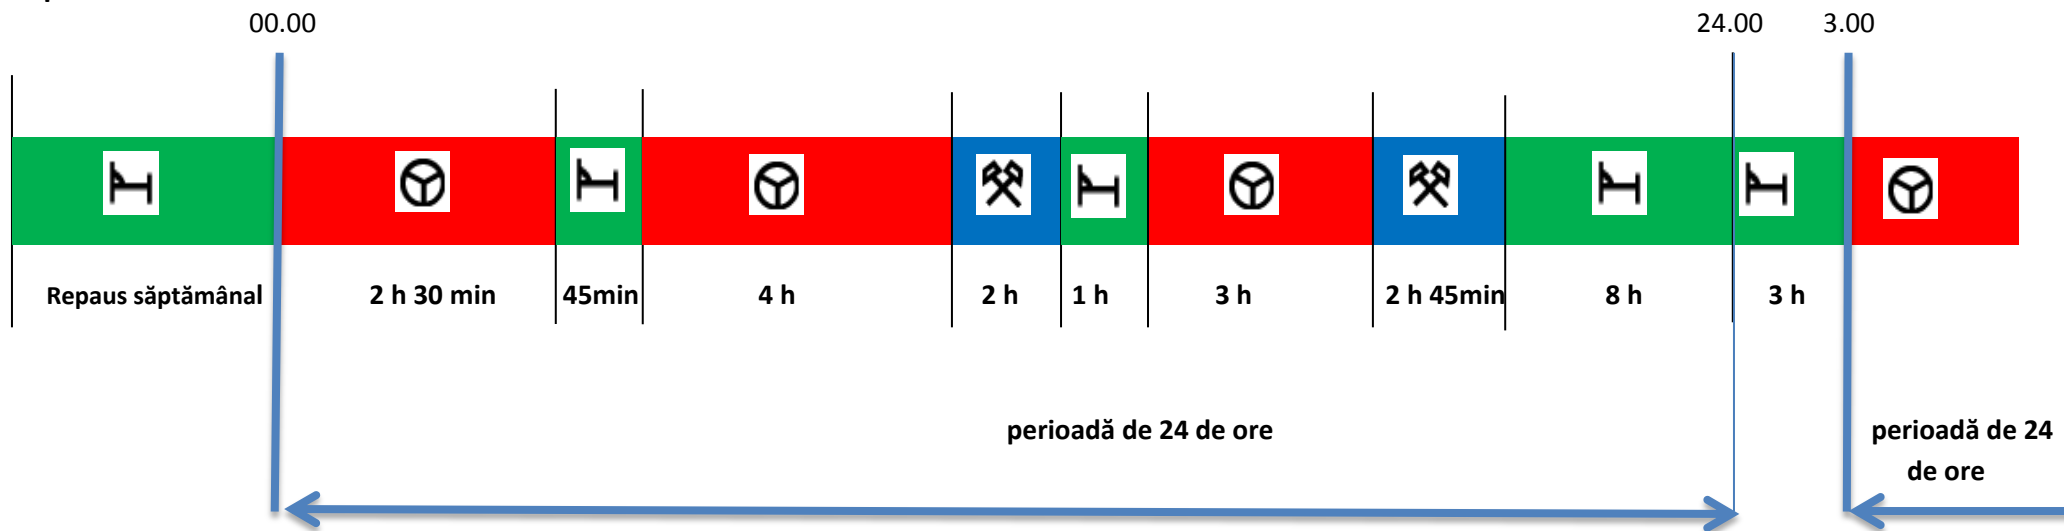 00.00
24.00
3.00
Repaus săptămânal
2 h 30 min
45min
4 h
2 h
1 h
3 h
2 h 45min
8 h
3 h
perioadă de 24 de ore
perioadă de 24
de ore